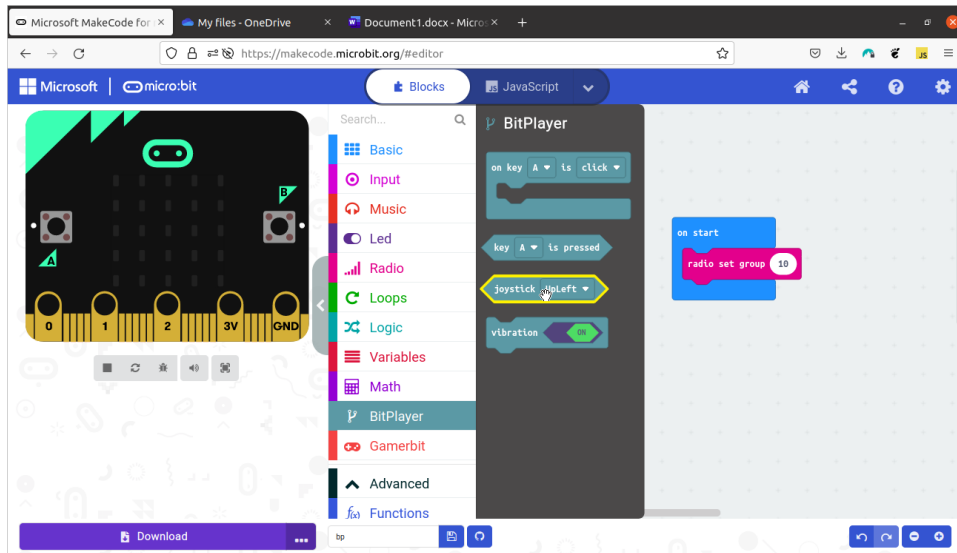 Microsoft MakeCode for
My files - OneDrive
Document1.docx - Micros
https://makecode.microbit.org/#editor
JS
Microsoft
micro:bit
Blocks
JS JavaScript
Search...
Basic
Input
Music
Led
Radio
Loops
Logic
Variables
Math
BitPlayer
Gamerbit
Advanced
f(x) Functions
BitPlayer
on key A is click
key A is pressed
joystick UpLeft
vibration ON
on start
radio set group 10
B
A
0 1 2 3V GND
Download
...
bp